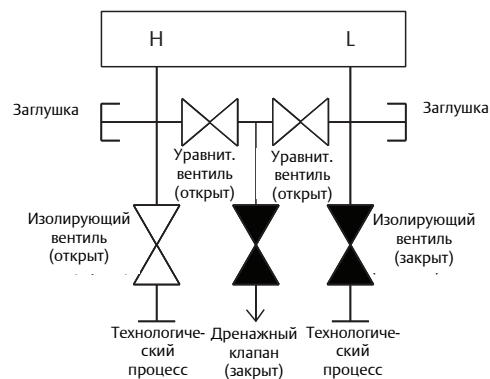 H L
Заглушка
Заглушка
Уравнит.
вентиль
(открыт)
Уравнит.
вентиль
(открыт)
Изолирующий
вентиль
(открыт)
Изолирующий
вентиль
(закрыт)
Технологиче-
ский
процесс
Дренажный
клапан
(закрыт)
Технологиче-
ский
процесс